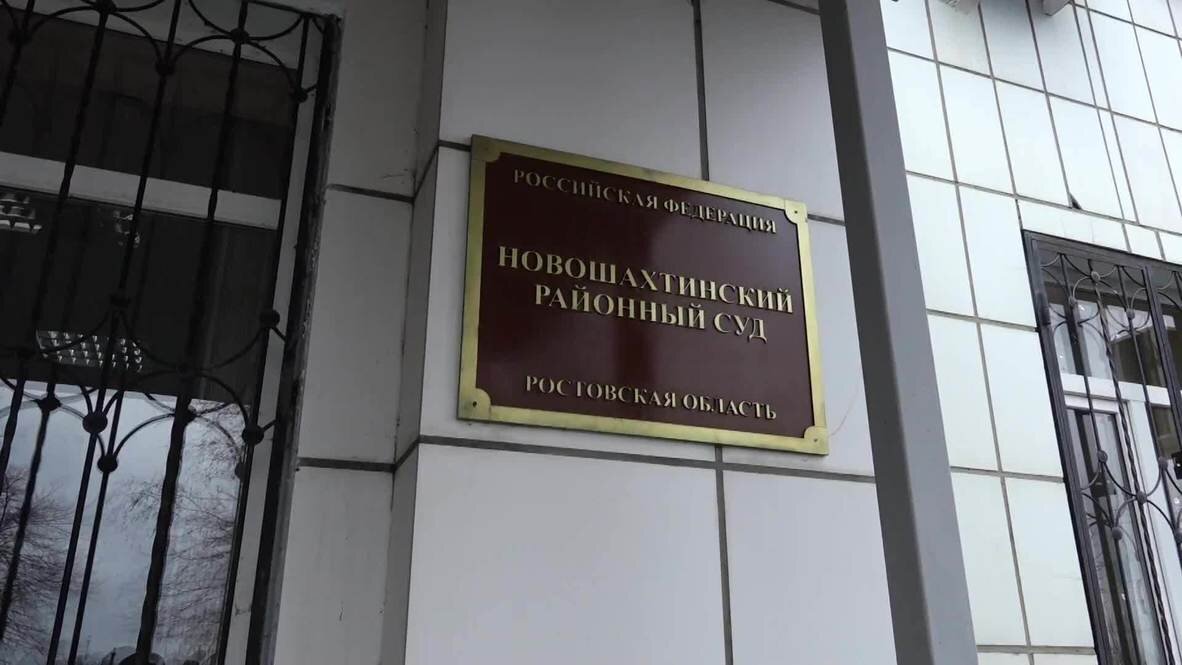 РОССИЙСКАЯ ФЕДЕРАЦИЯ
НОВОШАХТИНСКИЙ
РАЙОННЫЙ СУД
РОСТОВСКАЯ ОБЛАСТЬ